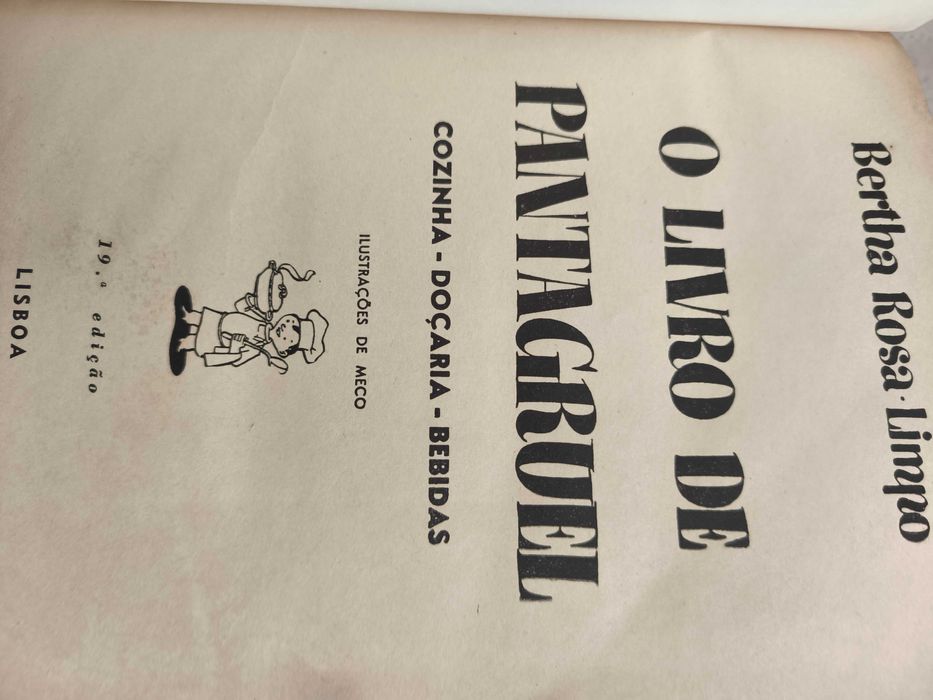 Bertha Rosa-Limpo
O LIVRO DE
PANTAGRUEL
COZINHA - DOÇARIA - BEBIDAS
ILUSTRAÇÕES DE MECO
19.ª edição
LISBOA